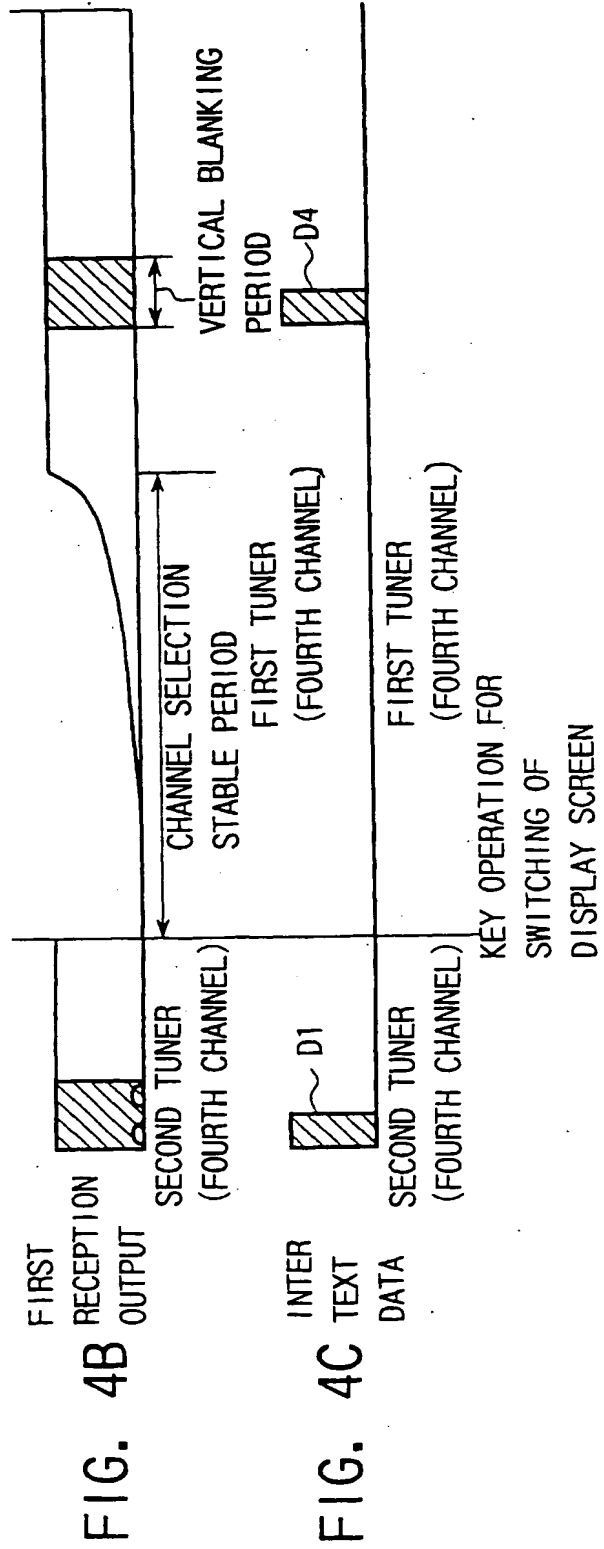 FIG. 4B
FIRST
RECEPTION
OUTPUT
SECOND TUNER
(FOURTH CHANNEL)
CHANNEL SELECTION
STABLE PERIOD
FIRST TUNER
(FOURTH CHANNEL)
VERTICAL BLANKING
PERIOD
FIG. 4C
INTER
TEXT
DATA
D1
SECOND TUNER
(FOURTH CHANNEL)
FIRST TUNER
(FOURTH CHANNEL)
D4
KEY OPERATION FOR
SWITCHING OF
DISPLAY SCREEN